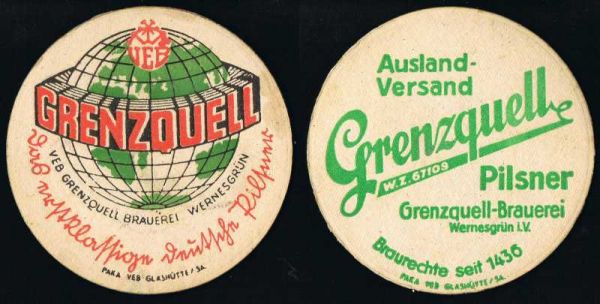 VEB
GRENZQUELL
VEB GRENZQUELL BRAUEREI WERNESGRÜN
Das erstklassige deutsche Pilsner
PAKA VEB GLASHÜTTE/SA.
Ausland-
Versand
Grenzquell
W.Z. 67109
Pilsner
Grenzquell-Brauerei
Wernesgrün i.V.
Braurechte seit 1436
PAKA VEB GLASHÜTTE/SA.